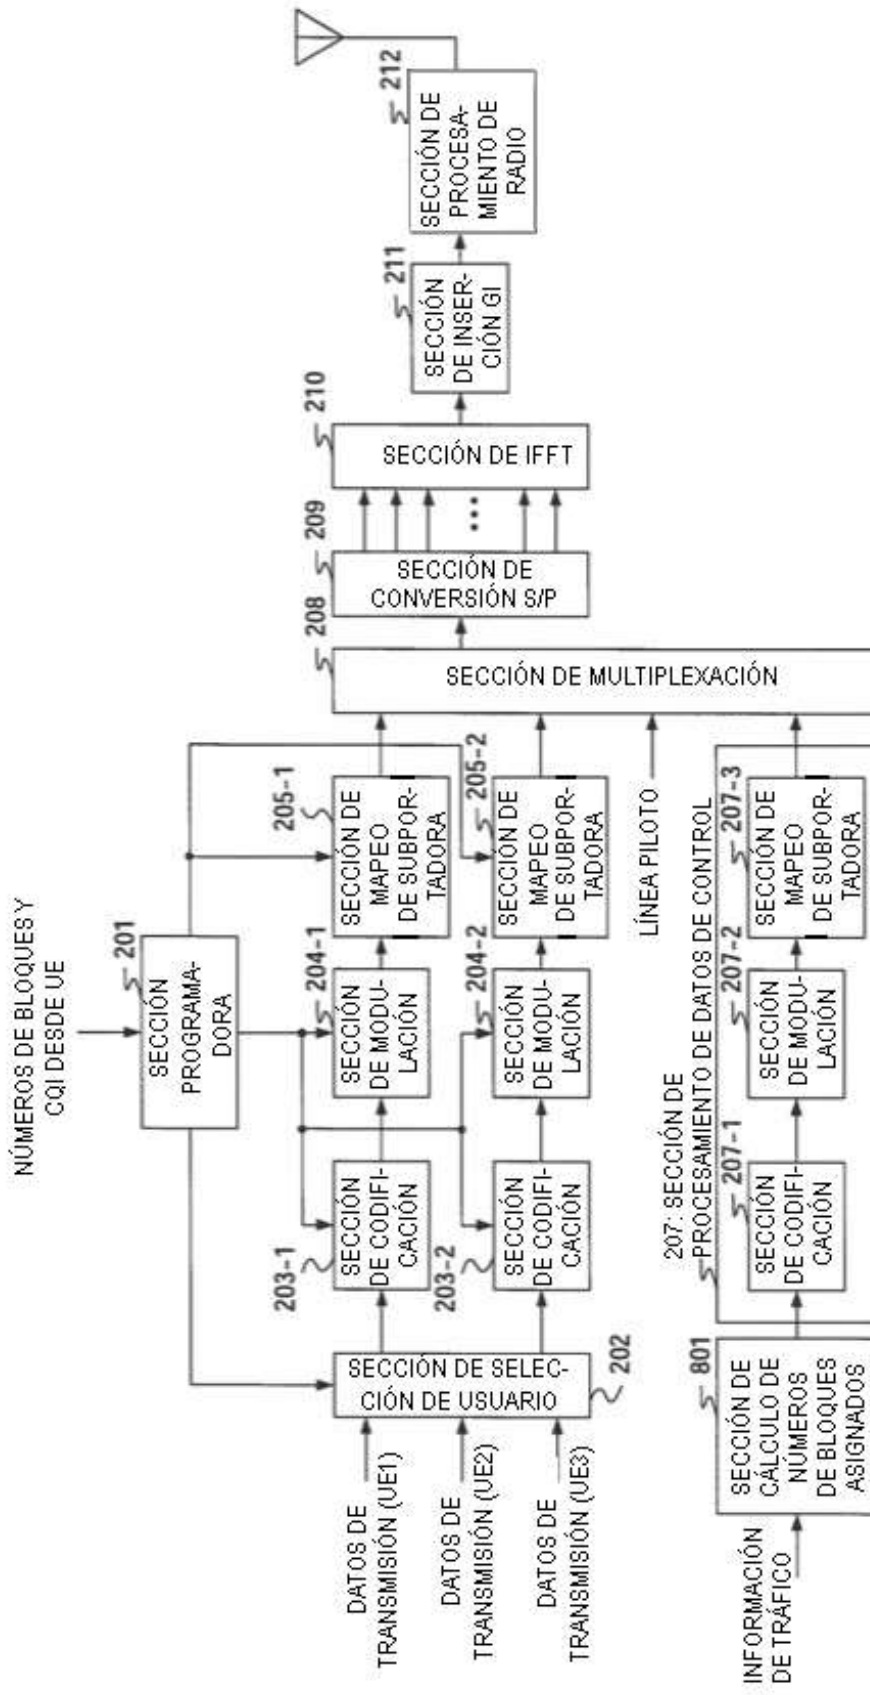 NÚMEROS DE BLOQUES Y
CQI DESDE UE
201
SECCIÓN
PROGRAMA-
DORA
DATOS DE
TRANSMISIÓN (UE1)
DATOS DE
TRANSMISIÓN (UE2)
DATOS DE
TRANSMISIÓN (UE3)
SECCIÓN DE SELEC-
CIÓN DE USUARIO
202
203-1
SECCIÓN
DE CODIFI-
CACIÓN
204-1
SECCIÓN
DE MODU-
LACIÓN
205-1
SECCIÓN DE
MAPEO
DE SUBPOR-
TADORA
203-2
SECCIÓN
DE CODIFI-
CACIÓN
204-2
SECCIÓN
DE MODU-
LACIÓN
205-2
SECCIÓN DE
MAPEO
DE SUBPOR-
TADORA
LÍNEA PILOTO
INFORMACIÓN
DE TRÁFICO
801
SECCIÓN DE
CÁLCULO DE
NÚMEROS
DE BLOQUES
ASIGNADOS
207: SECCIÓN DE
PROCESAMIENTO DE DATOS DE CONTROL
207-1
SECCIÓN
DE CODIFI-
CACIÓN
207-2
SECCIÓN
DE MODU-
LACIÓN
207-3
SECCIÓN DE
MAPEO
DE SUBPOR-
TADORA
208
SECCIÓN DE MULTIPLEXACIÓN
209
SECCIÓN DE
CONVERSIÓN S/P
210
SECCIÓN DE IFFT
211
SECCIÓN
DE INSER-
CIÓN GI
212
SECCIÓN DE
PROCESA-
MIENTO DE
RADIO